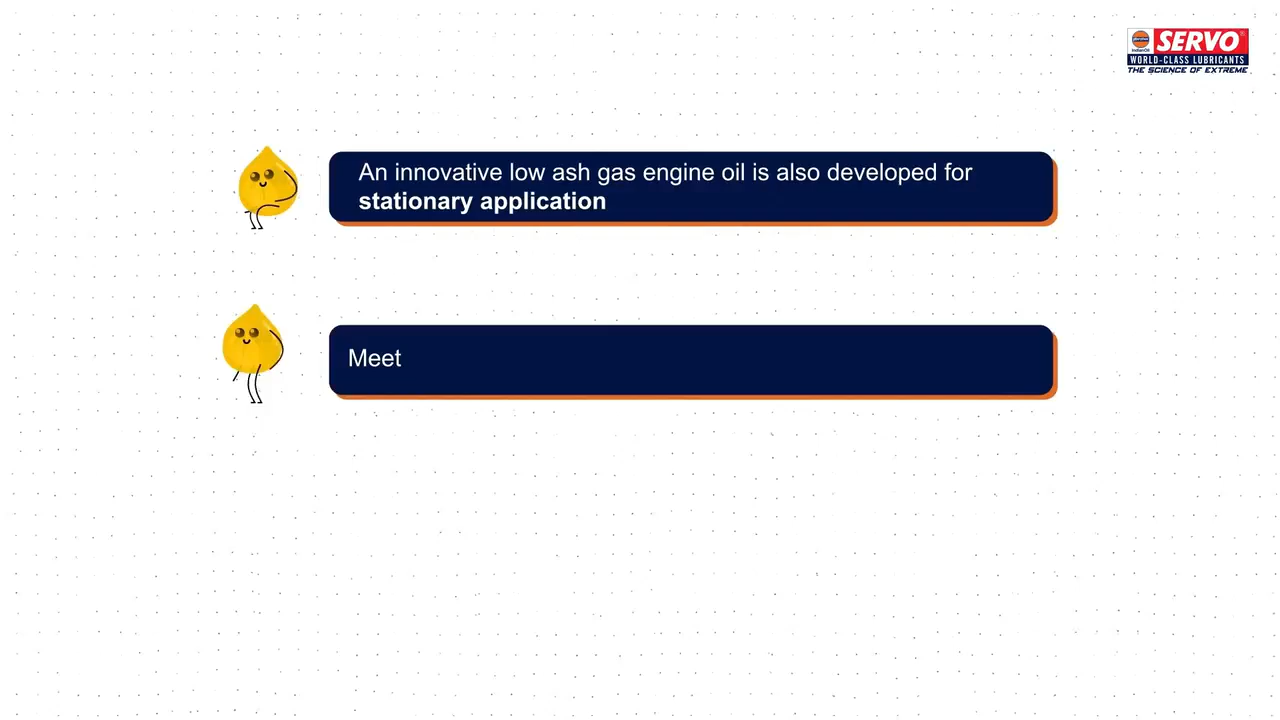 IndianOil
SERVO
WORLD-CLASS LUBRICANTS
THE SCIENCE OF EXTREME
An innovative low ash gas engine oil is also developed for
stationary application
Meet